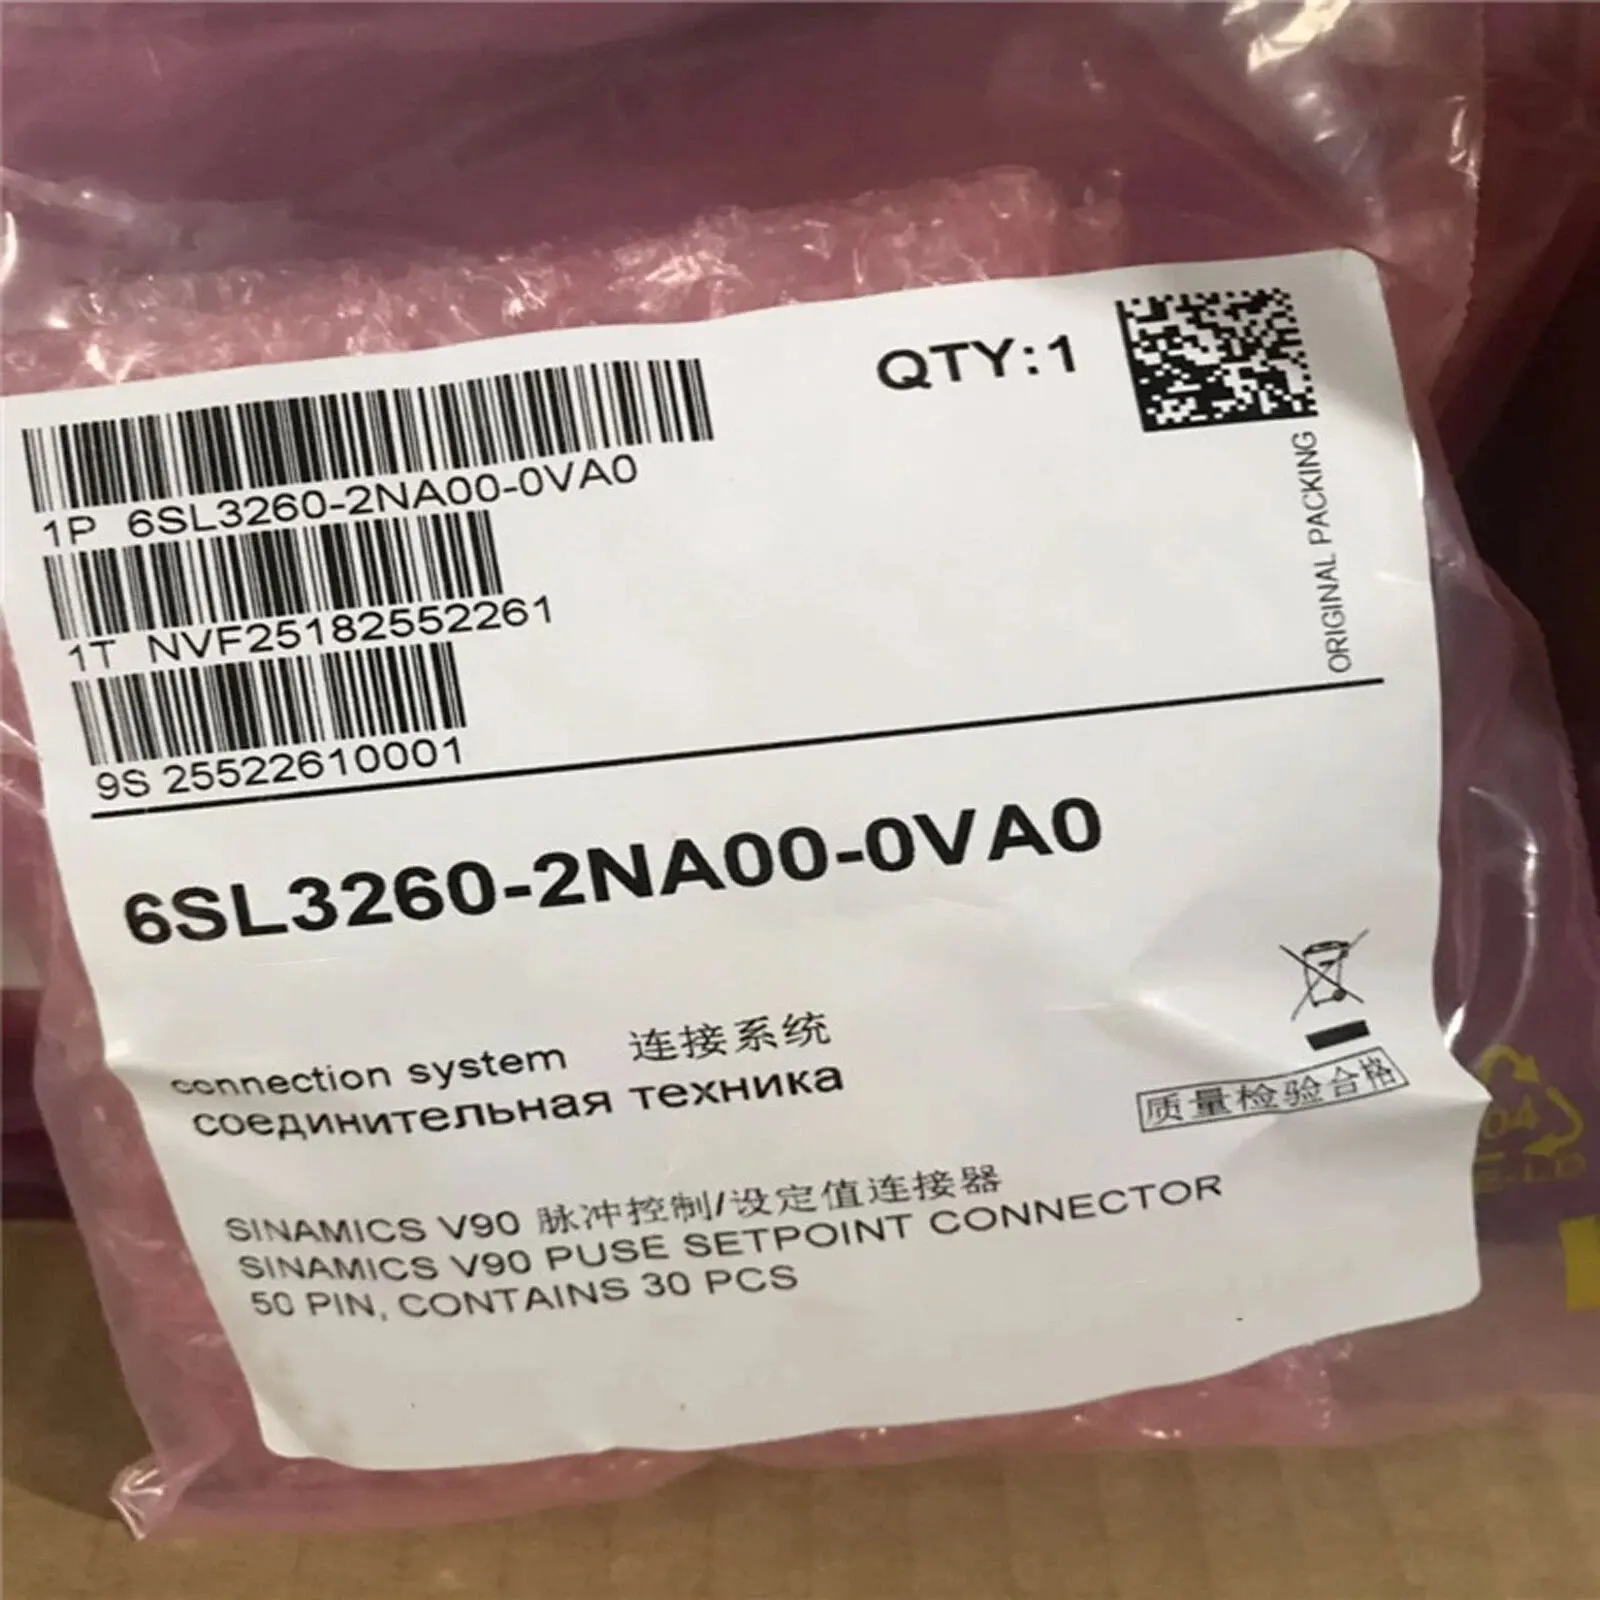 QTY:1
1P 6SL3260-2NA00-0VA0
1T NVF25182552261
9S 25522610001
ORIGINAL PACKING
6SL3260-2NA00-0VA0
connection system 连接系统
соединительная техника
质量检验合格
SINAMICS V90 脉冲控制/设定值连接器
SINAMICS V90 PUSE SETPOINT CONNECTOR
50 PIN, CONTAINS 30 PCS
04